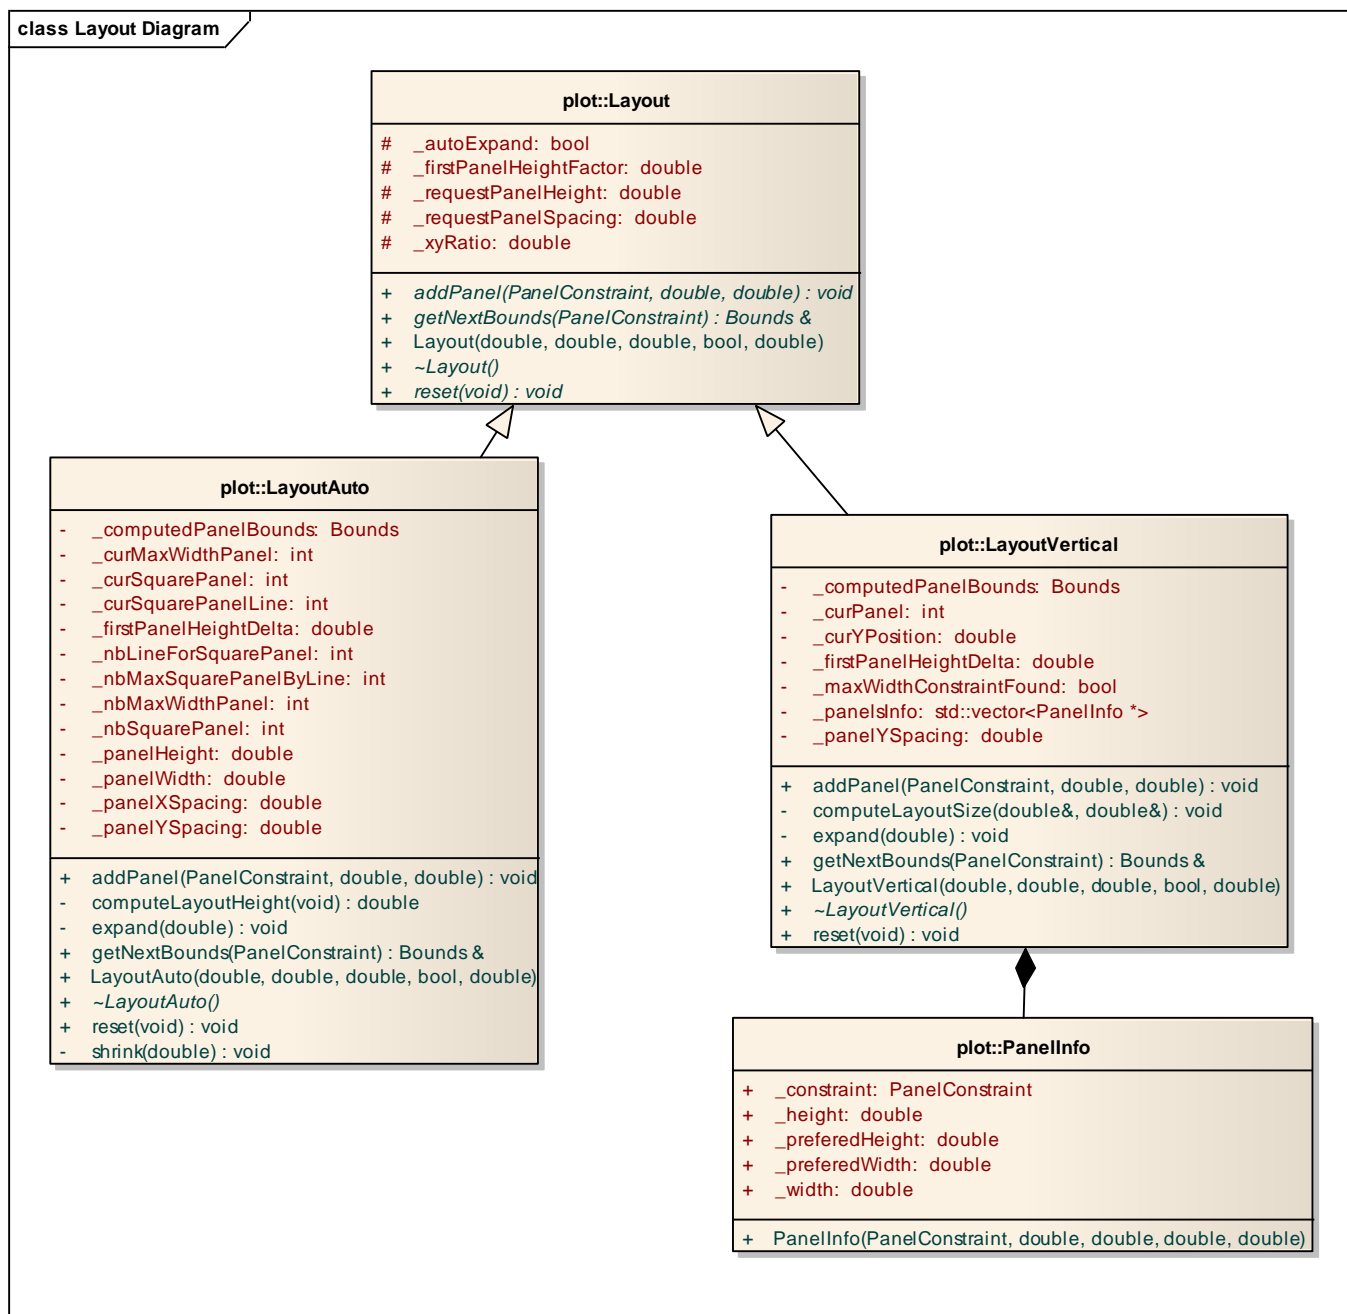 class Layout Diagram
plot::Layout
# _autoExpand: bool
# _firstPanelHeightFactor: double
# _requestPanelHeight: double
# _requestPanelSpacing: double
# _xyRatio: double
+ addPanel(PanelConstraint, double, double) : void
+ getNextBounds(PanelConstraint) : Bounds &
+ Layout(double, double, double, bool, double)
+ ~Layout()
+ reset(void) : void
plot::LayoutAuto
- _computedPanelBounds: Bounds
- _curMaxWidthPanel: int
- _curSquarePanel: int
- _curSquarePanelLine: int
- _firstPanelHeightDelta: double
- _nbLineForSquarePanel: int
- _nbMaxSquarePanelByLine: int
- _nbMaxWidthPanel: int
- _nbSquarePanel: int
- _panelHeight: double
- _panelWidth: double
- _panelXSpacing: double
- _panelYSpacing: double
+ addPanel(PanelConstraint, double, double) : void
- computeLayoutHeight(void) : double
- expand(double) : void
+ getNextBounds(PanelConstraint) : Bounds &
+ LayoutAuto(double, double, double, bool, double)
+ ~LayoutAuto()
+ reset(void) : void
- shrink(double) : void
plot::LayoutVertical
- _computedPanelBounds: Bounds
- _curPanel: int
- _curYPosition: double
- _firstPanelHeightDelta: double
- _maxWidthConstraintFound: bool
- _panelsInfo: std::vector<PanelInfo *>
- _panelYSpacing: double
+ addPanel(PanelConstraint, double, double) : void
- computeLayoutSize(double&, double&) : void
- expand(double) : void
+ getNextBounds(PanelConstraint) : Bounds &
+ LayoutVertical(double, double, double, bool, double)
+ ~LayoutVertical()
+ reset(void) : void
plot::PanelInfo
+ _constraint: PanelConstraint
+ _height: double
+ _preferedHeight: double
+ _preferedWidth: double
+ _width: double
+ PanelInfo(PanelConstraint, double, double, double, double)